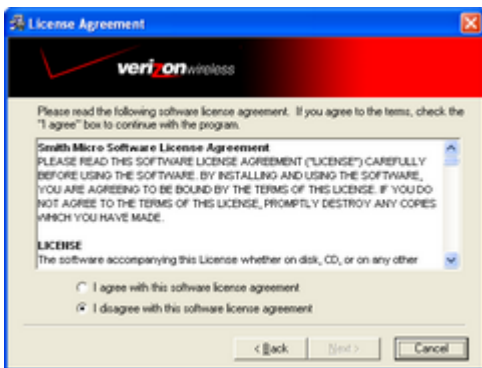 License Agreement
verizon wireless
Please read the following software license agreement. If you agree to the terms, check the
"I agree" box to continue with the program.
Smith Micro Software License Agreement
PLEASE READ THIS SOFTWARE LICENSE AGREEMENT ("LICENSE") CAREFULLY
BEFORE USING THE SOFTWARE. BY INSTALLING AND USING THE SOFTWARE,
YOU ARE AGREEING TO BE BOUND BY THE TERMS OF THIS LICENSE. IF YOU DO
NOT AGREE TO THE TERMS OF THIS LICENSE, PROMPTLY DESTROY ANY COPIES
WHICH YOU HAVE MADE.
LICENSE
The software accompanying this License whether on disk, CD, or on any other
I agree with this software license agreement
I disagree with this software license agreement
< Back Next > Cancel